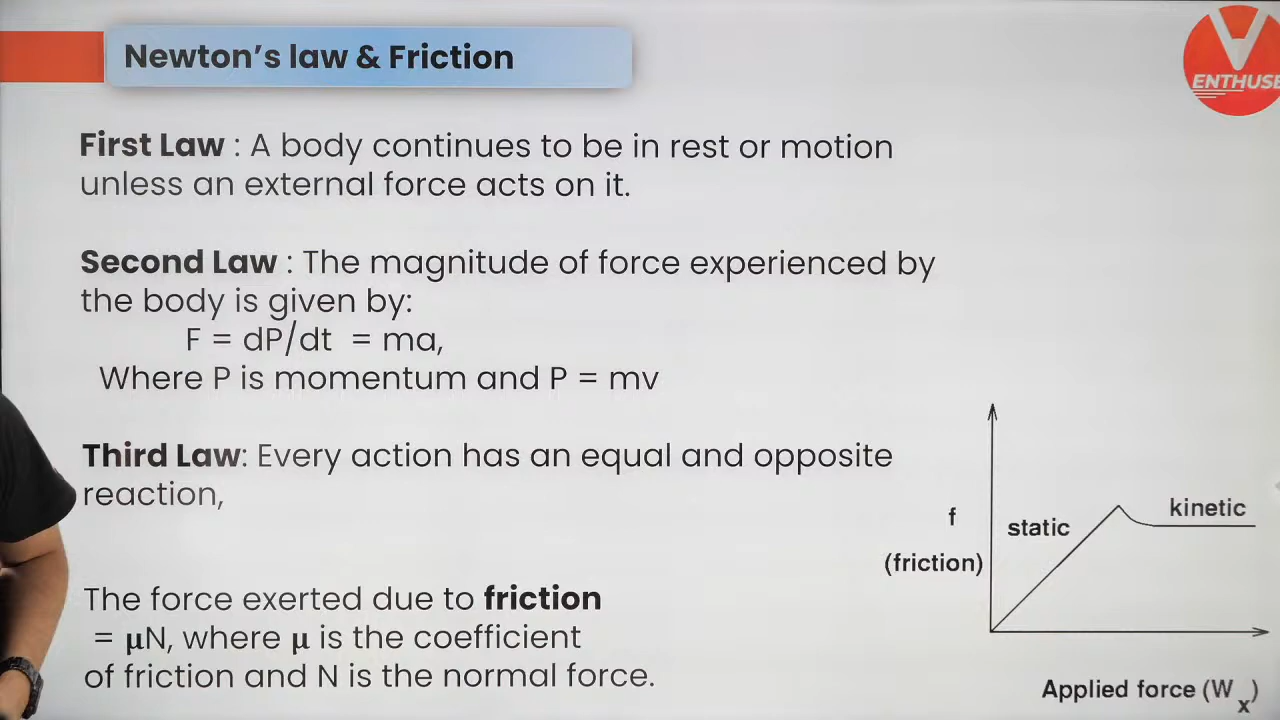 Newton's law & Friction
ENTHUSE
First Law : A body continues to be in rest or motion
unless an external force acts on it.
Second Law : The magnitude of force experienced by
the body is given by:
F = dP/dt = ma,
Where P is momentum and P = mv
Third Law: Every action has an equal and opposite
reaction,
The force exerted due to friction
= μN, where μ is the coefficient
of friction and N is the normal force.
f
(friction)
static
kinetic
Applied force (W x)